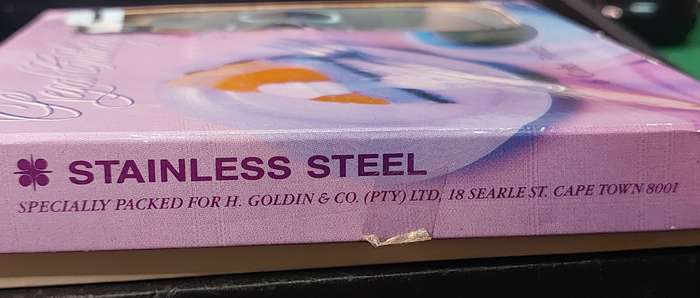 STAINLESS STEEL
SPECIALLY PACKED FOR H. GOLDIN & CO. (PTY) LTD, 18 SEARLE ST. CAPE TOWN 8001